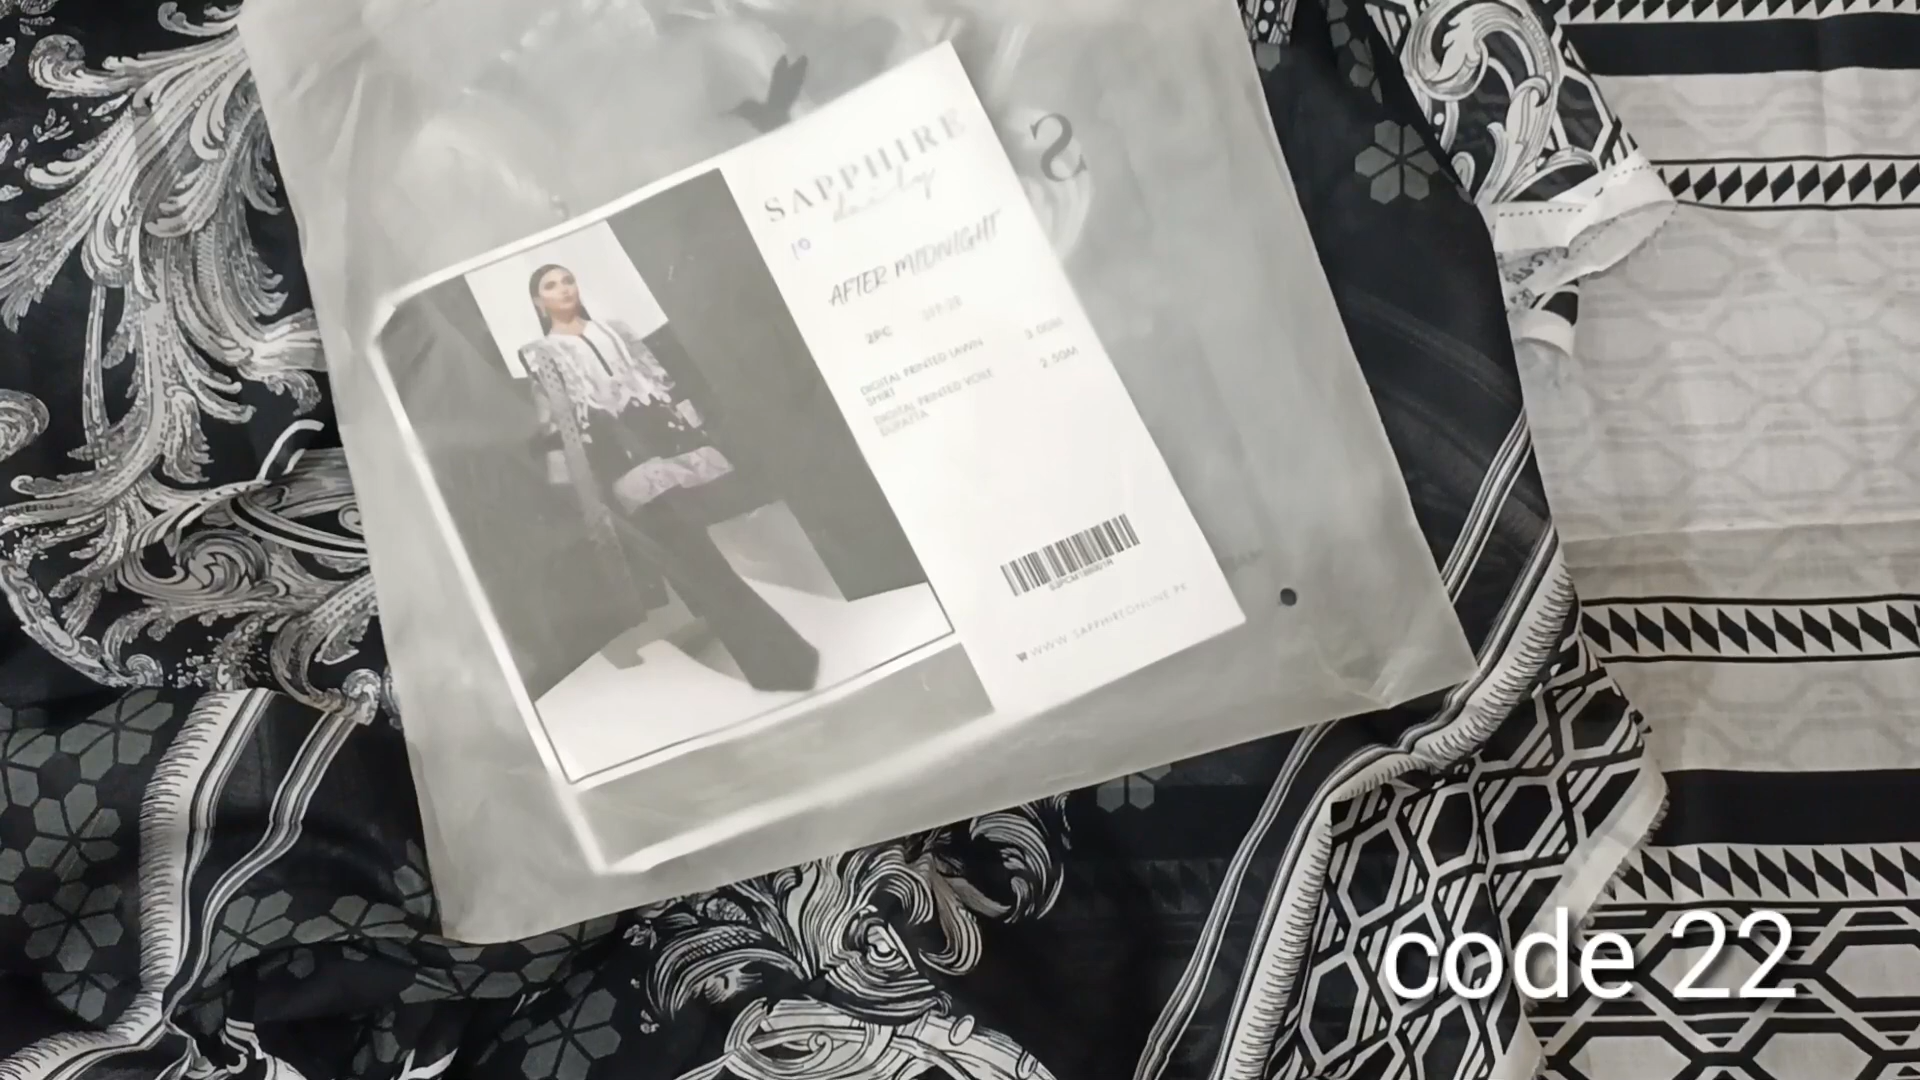 SAPPHIRE
daily
S
10
AFTER MIDNIGHT
2PC
DIGITAL PRINTED LAWN 3.00M
SHIRT
DIGITAL PRINTED VOILE 2.50M
DUPATTA
WWW.SAPPHIREONLINE.PK
code 22